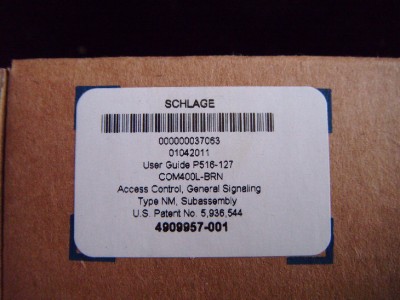 SCHLAGE
000000037063
01042011
User Guide P516-127
COM400L-BRN
Access Control, General Signaling
Type NM, Subassembly
U.S. Patent No. 5,936,544
4909957-001